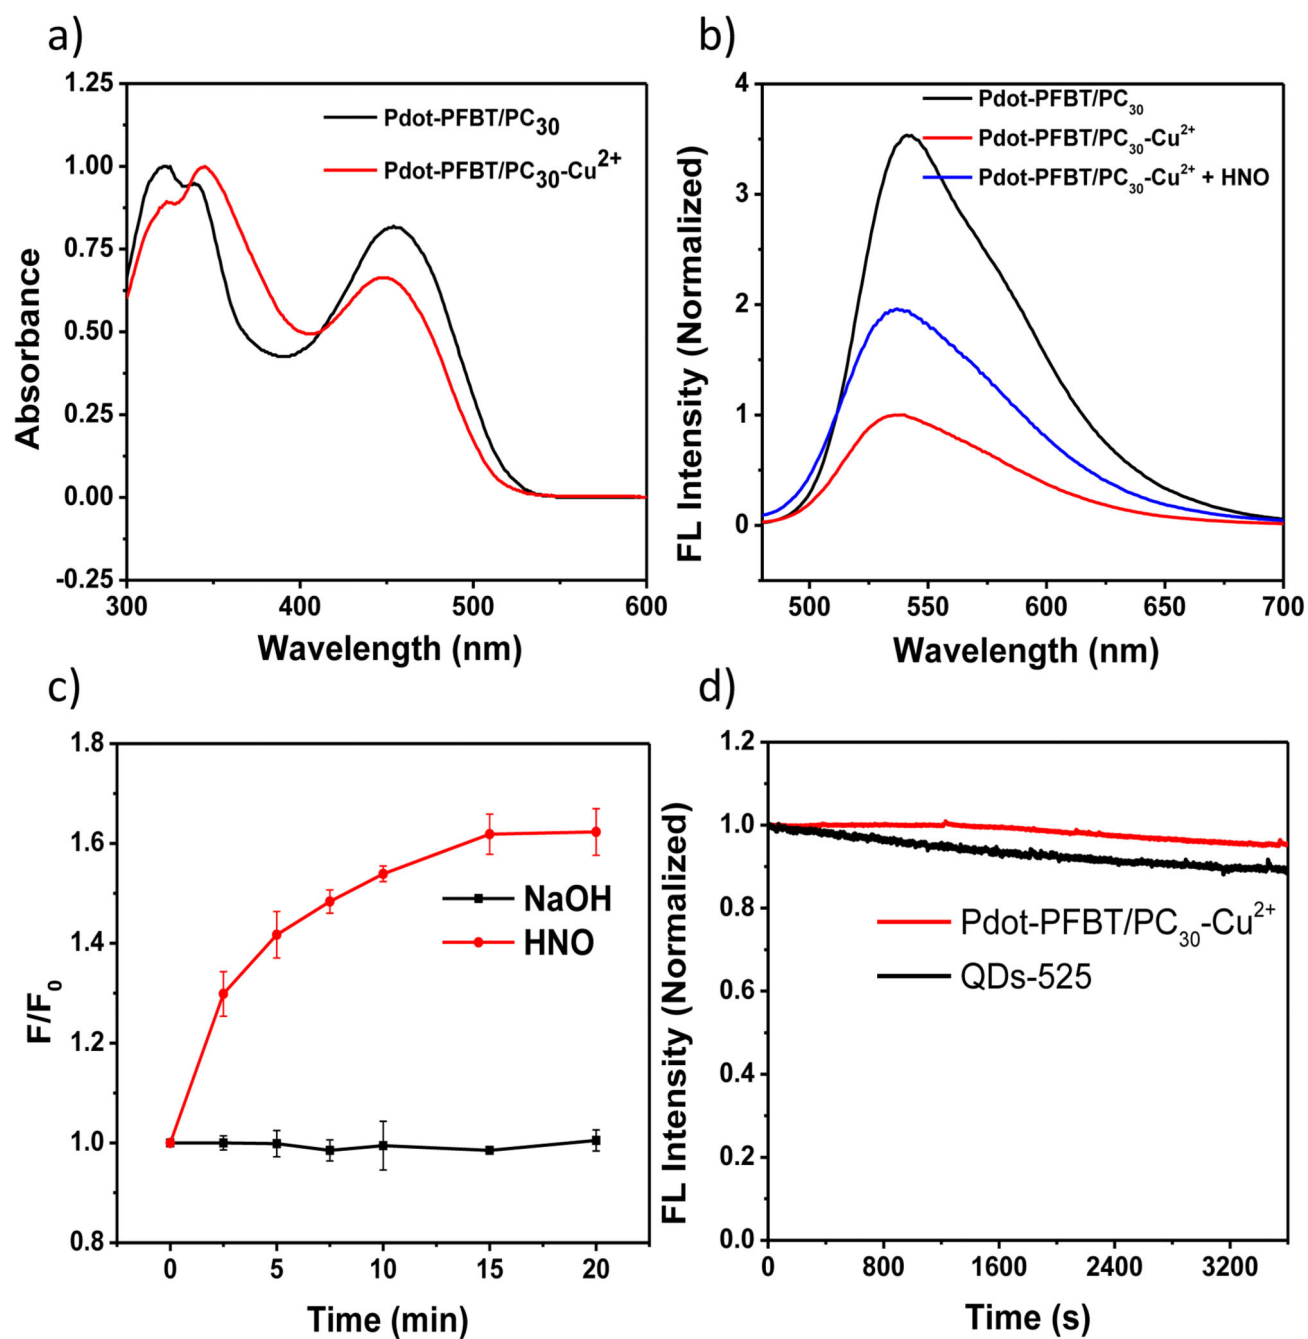 a)
1.25
1.00
0.75
0.50
0.25
0.00
-0.25
300
400
500
600
Absorbance
Wavelength (nm)
Pdot-PFBT/PC₃₀
Pdot-PFBT/PC₃₀-Cu²⁺
b)
4
3
2
1
0
500
550
600
650
700
FL Intensity (Normalized)
Wavelength (nm)
Pdot-PFBT/PC₃₀
Pdot-PFBT/PC₃₀-Cu²⁺
Pdot-PFBT/PC₃₀-Cu²⁺ + HNO
c)
1.8
1.6
1.4
1.2
1.0
0.8
0
5
10
15
20
F/F₀
Time (min)
NaOH
HNO
d)
1.2
1.0
0.8
0.6
0.4
0.2
0.0
0
800
1600
2400
3200
FL Intensity (Normalized)
Time (s)
Pdot-PFBT/PC₃₀-Cu²⁺
QDs-525